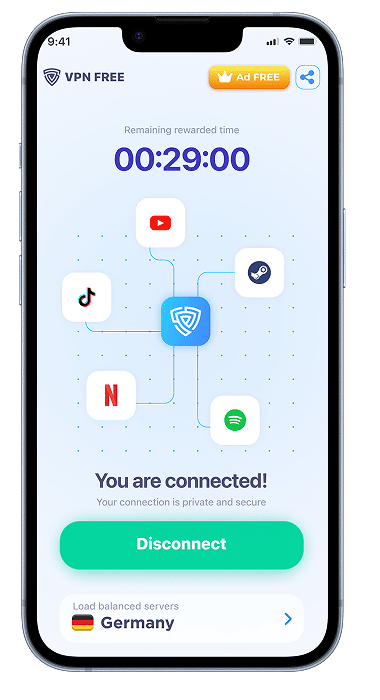 9:41
VPN FREE
Ad FREE
Remaining rewarded time
00:29:00
N
You are connected!
Your connection is private and secure
Disconnect
Load balanced servers
Germany